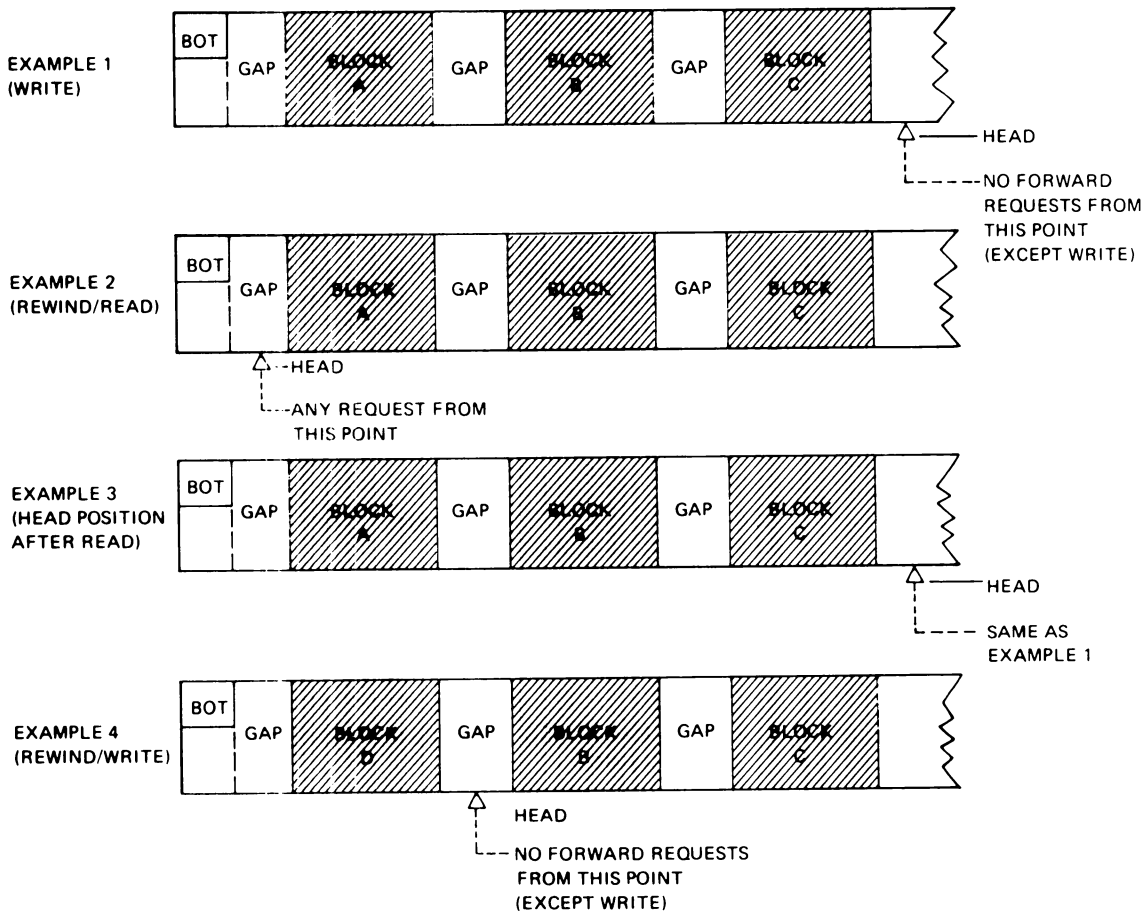 EXAMPLE 1
(WRITE)
BOT
GAP
BLOCK
A
GAP
BLOCK
B
GAP
BLOCK
C
HEAD
NO FORWARD
REQUESTS FROM
THIS POINT
(EXCEPT WRITE)
EXAMPLE 2
(REWIND/READ)
BOT
GAP
BLOCK
A
GAP
BLOCK
B
GAP
BLOCK
C
HEAD
ANY REQUEST FROM
THIS POINT
EXAMPLE 3
(HEAD POSITION
AFTER READ)
BOT
GAP
BLOCK
A
GAP
BLOCK
B
GAP
BLOCK
C
HEAD
SAME AS
EXAMPLE 1
EXAMPLE 4
(REWIND/WRITE)
BOT
GAP
BLOCK
D
GAP
BLOCK
B
GAP
BLOCK
C
HEAD
NO FORWARD REQUESTS
FROM THIS POINT
(EXCEPT WRITE)